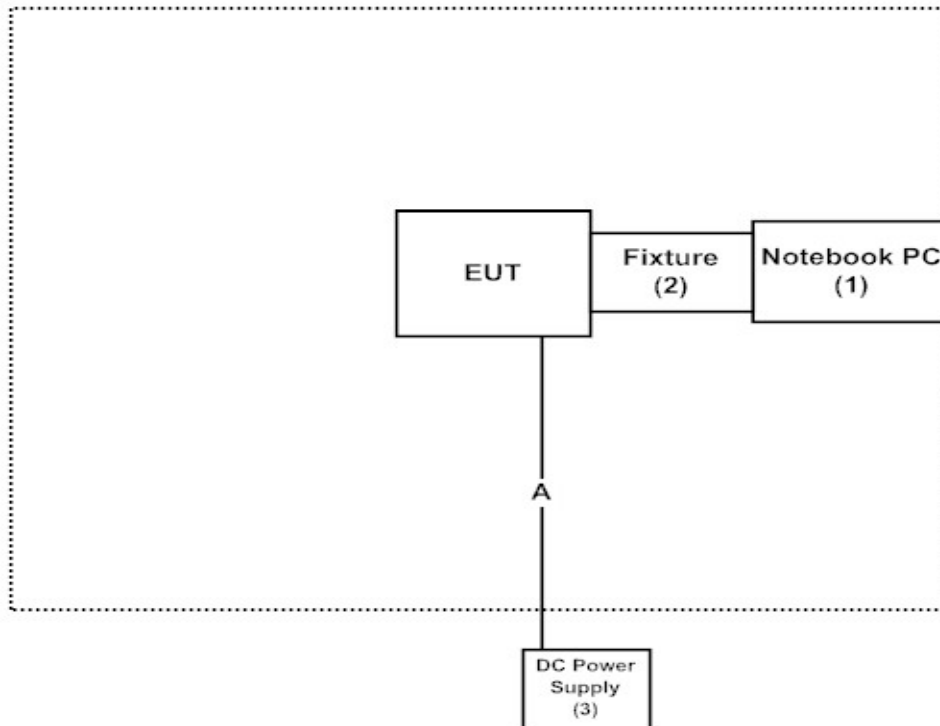 EUT
Fixture
(2)
Notebook PC
(1)
A
DC Power
Supply
(3)